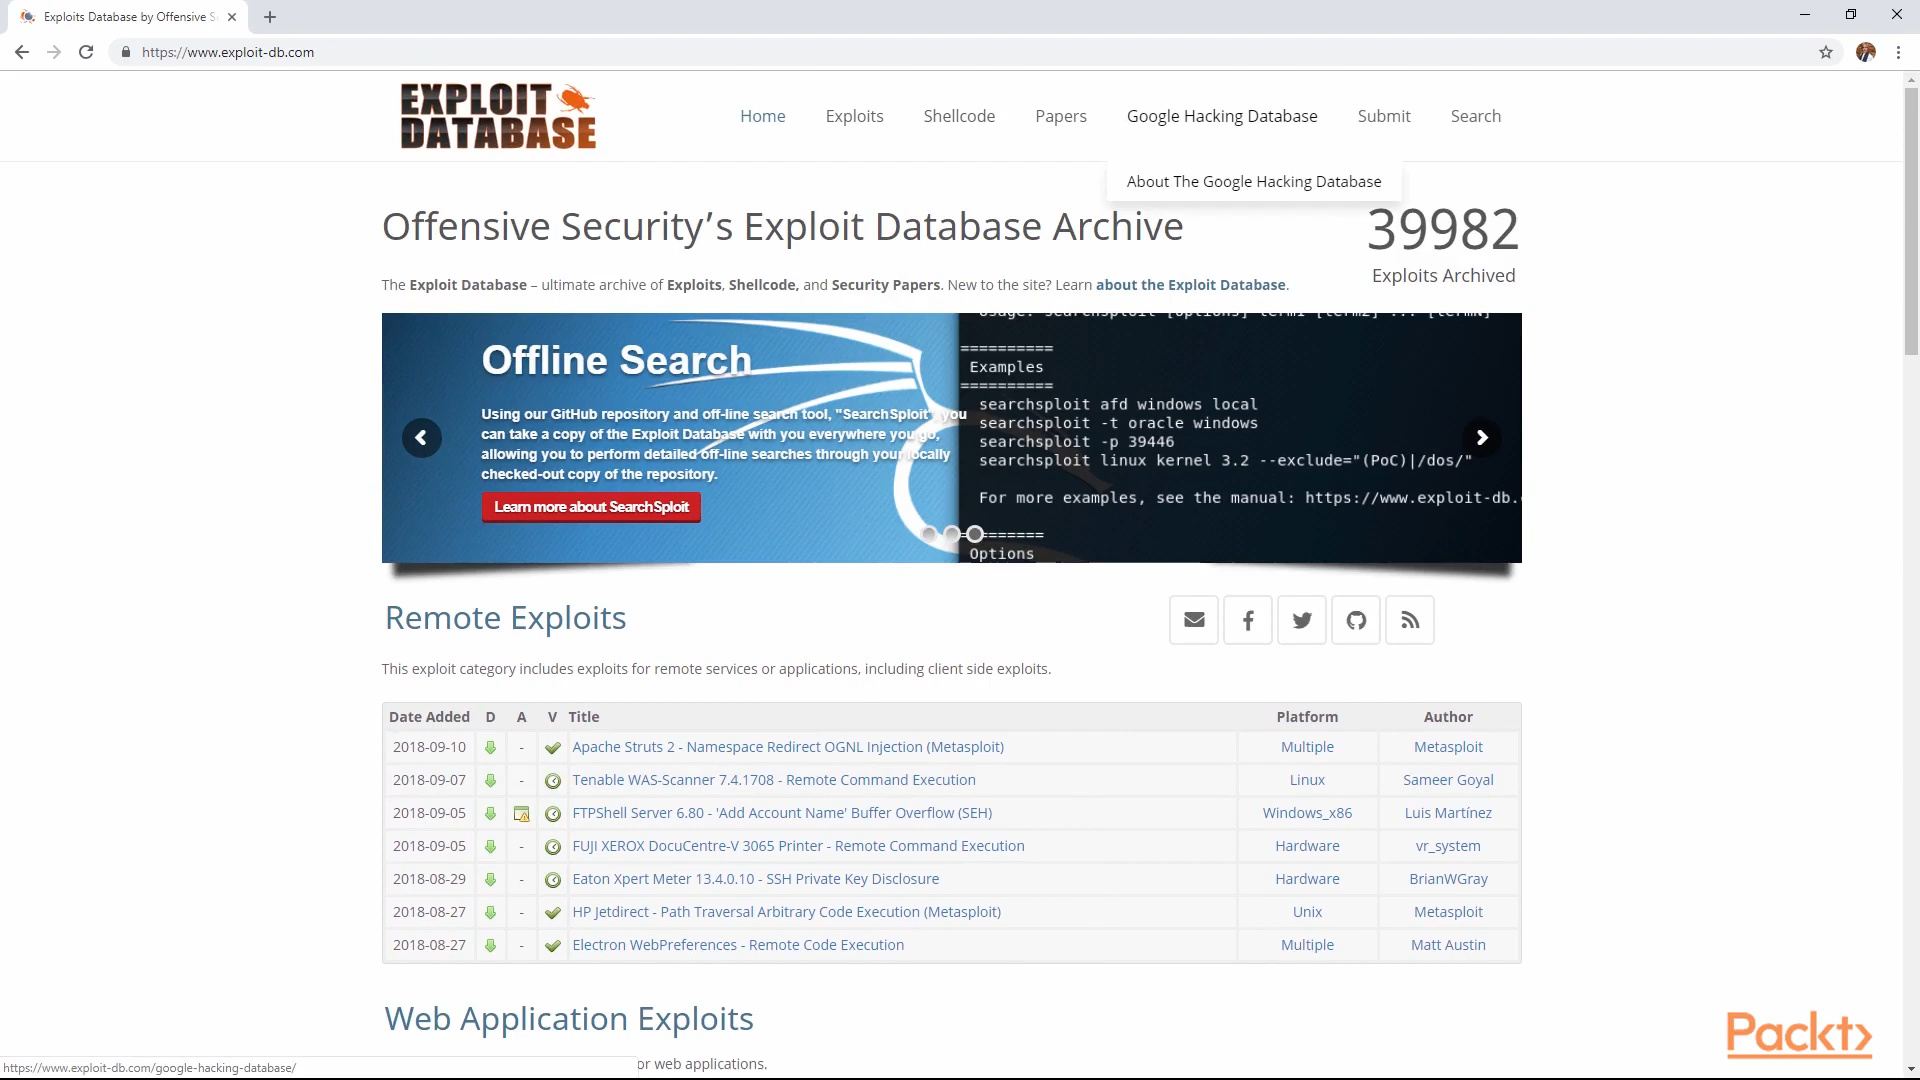 Exploits Database by Offensive S
https://www.exploit-db.com
EXPLOIT
DATABASE
Home
Exploits
Shellcode
Papers
Google Hacking Database
Submit
Search
About The Google Hacking Database
Offensive Security’s Exploit Database Archive
39982
Exploits Archived
The Exploit Database – ultimate archive of Exploits, Shellcode, and Security Papers. New to the site? Learn about the Exploit Database.
Offline Search
Using our GitHub repository and off-line search tool, "SearchSploit", you
can take a copy of the Exploit Database with you everywhere you go,
allowing you to perform detailed off-line searches through your locally
checked-out copy of the repository.
Learn more about SearchSploit
Usage: searchsploit [options] term1 [term2] ... [termN]
==========
Examples
==========
searchsploit afd windows local
searchsploit -t oracle windows
searchsploit -p 39446
searchsploit linux kernel 3.2 --exclude="(PoC)|/dos/"
For more examples, see the manual: https://www.exploit-db.
=======
Options
Remote Exploits
This exploit category includes exploits for remote services or applications, including client side exploits.
Date Added D A V Title Platform Author
2018-09-10 - Apache Struts 2 - Namespace Redirect OGNL Injection (Metasploit) Multiple Metasploit
2018-09-07 - Tenable WAS-Scanner 7.4.1708 - Remote Command Execution Linux Sameer Goyal
2018-09-05 FTPShell Server 6.80 - 'Add Account Name' Buffer Overflow (SEH) Windows_x86 Luis Martínez
2018-09-05 - FUJI XEROX DocuCentre-V 3065 Printer - Remote Command Execution Hardware vr_system
2018-08-29 - Eaton Xpert Meter 13.4.0.10 - SSH Private Key Disclosure Hardware BrianWGray
2018-08-27 - HP Jetdirect - Path Traversal Arbitrary Code Execution (Metasploit) Unix Metasploit
2018-08-27 - Electron WebPreferences - Remote Code Execution Multiple Matt Austin
Web Application Exploits
or web applications.
https://www.exploit-db.com/google-hacking-database/
Packt>